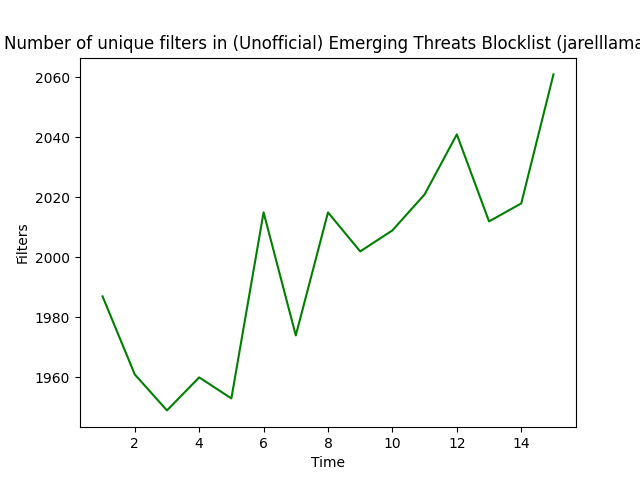 Number of unique filters in (Unofficial) Emerging Threats Blocklist (jarelllama
2060
2040
2020
2000
1980
1960
Filters
2 4 6 8 10 12 14
Time